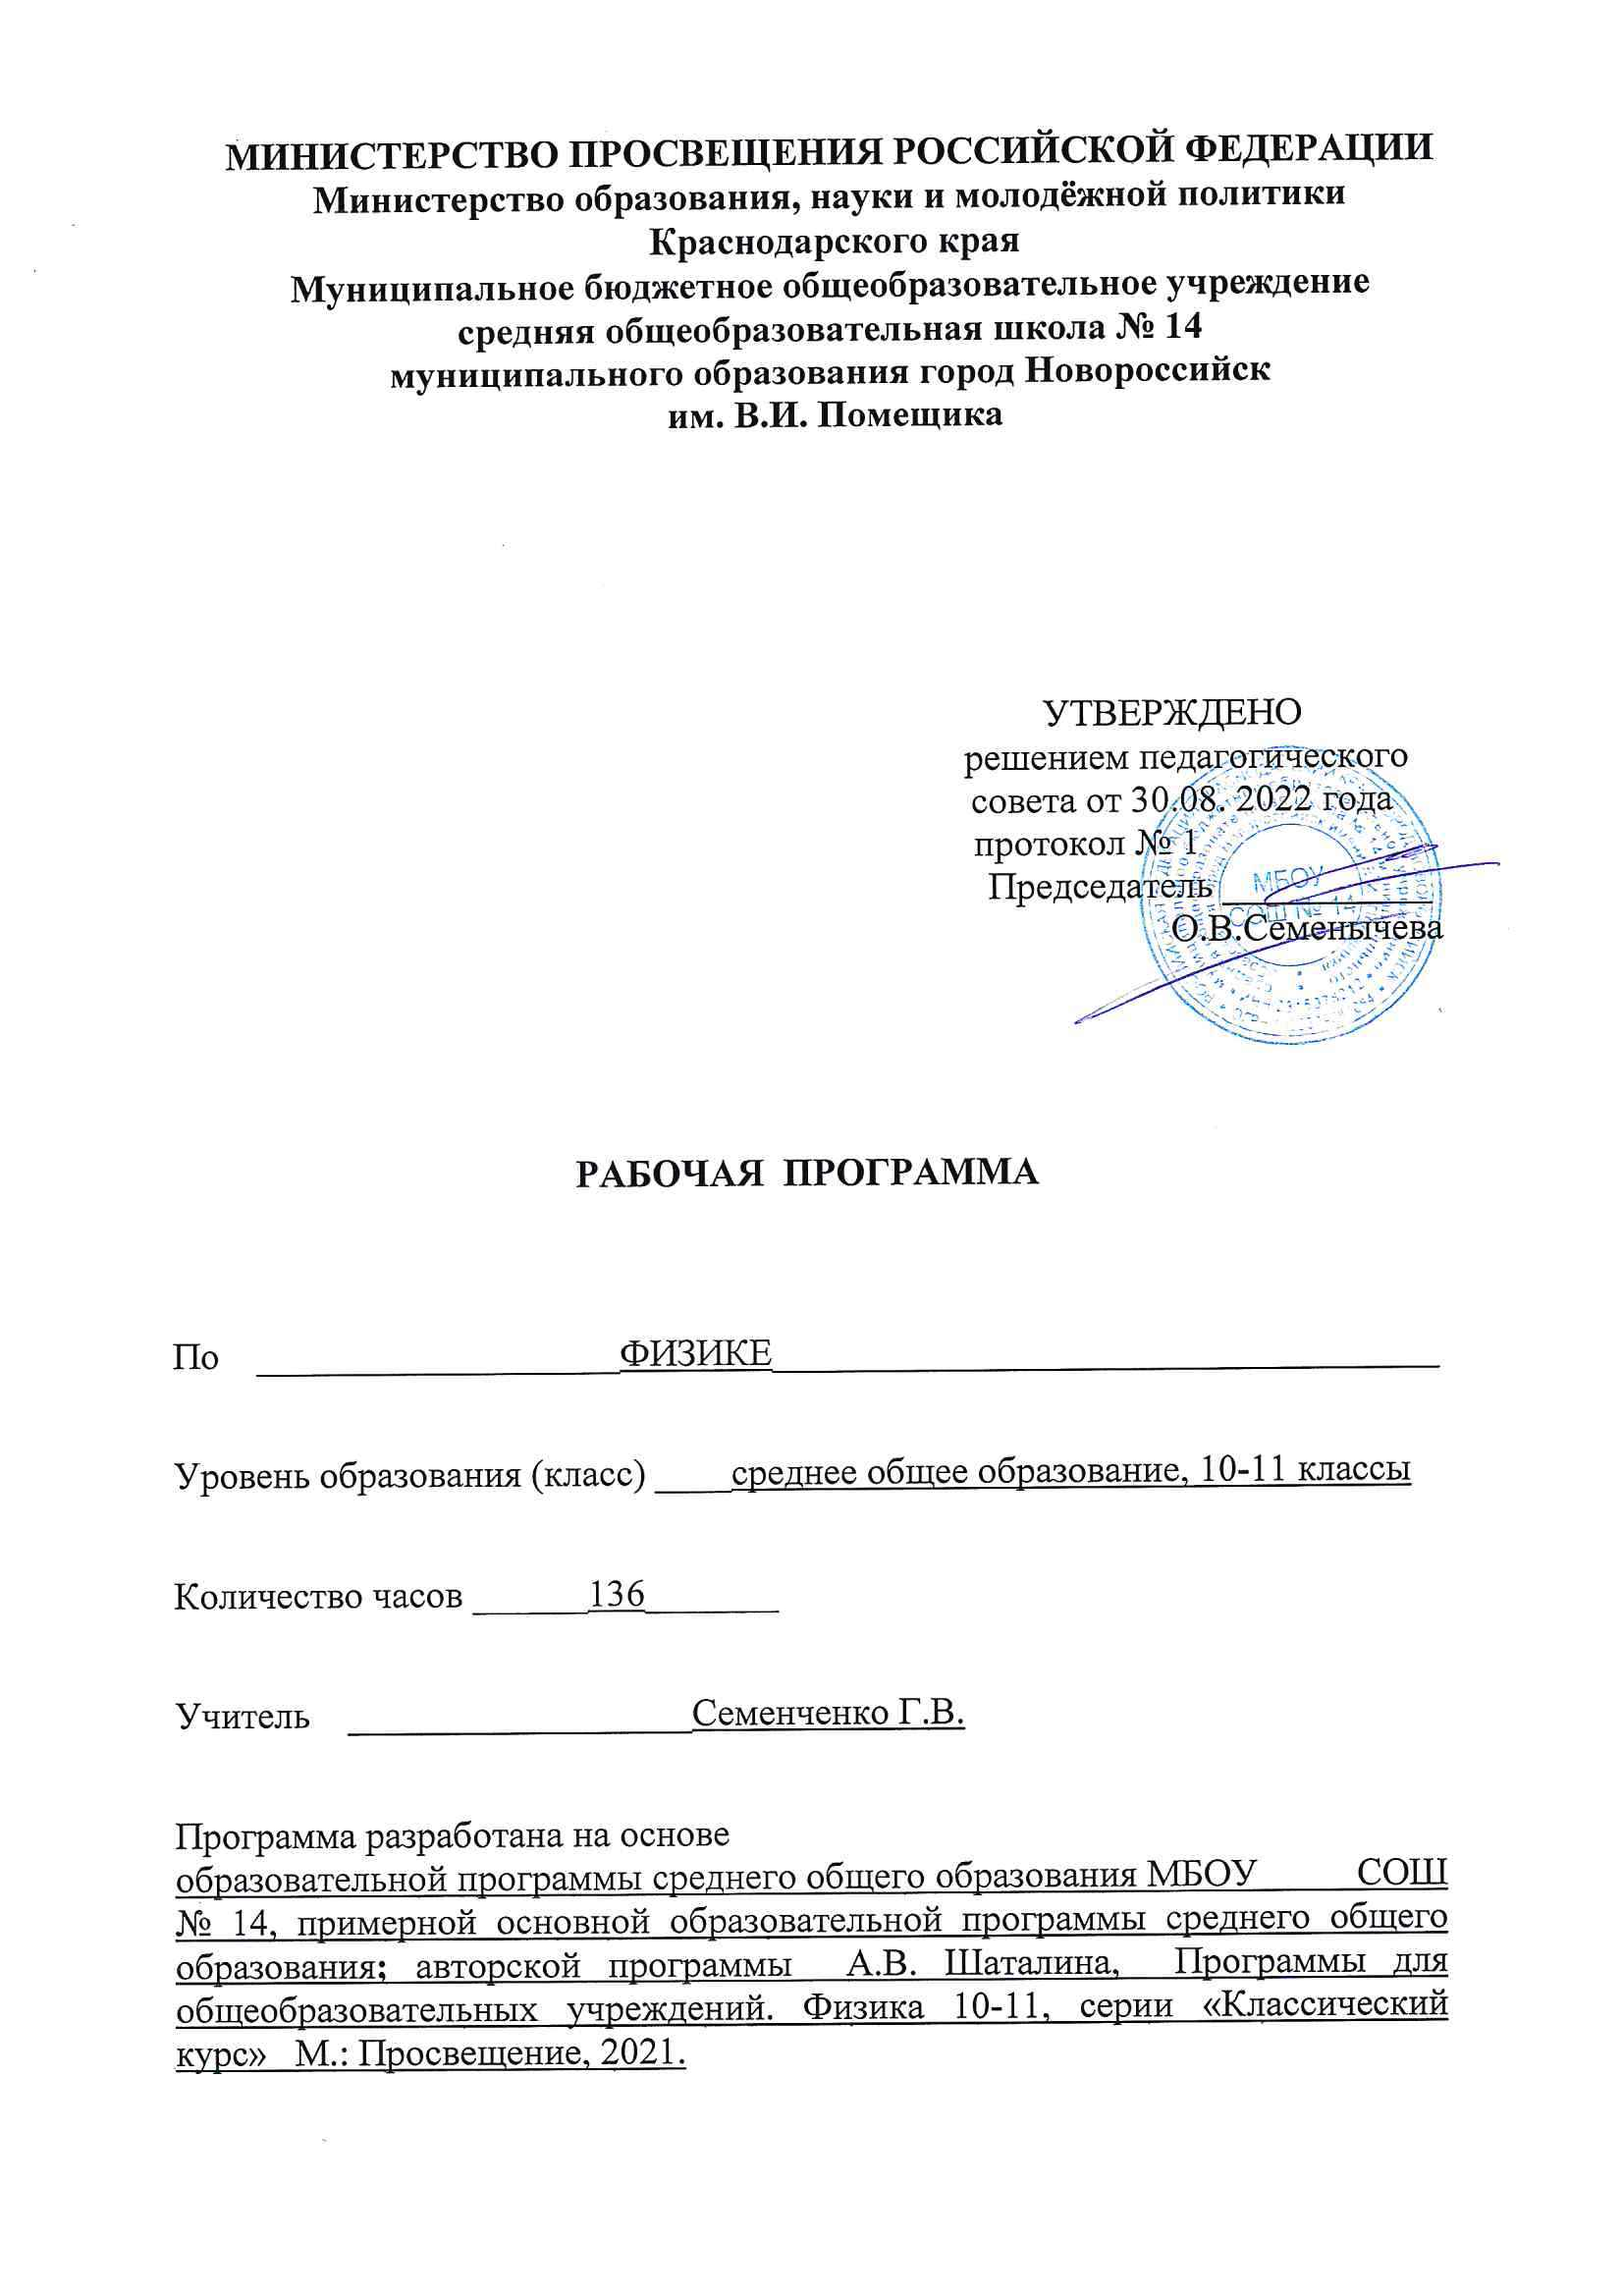 МИНИСТЕРСТВО ПРОСВЕЩЕНИЯ РОССИЙСКОЙ ФЕДЕРАЦИИ
Министерство образования, науки и молодёжной политики
Краснодарского края
Муниципальное бюджетное общеобразовательное учреждение
средняя общеобразовательная школа № 14
муниципального образования город Новороссийск
им. В.И. Помещика
УТВЕРЖДЕНО
решением педагогического
совета от 30.08. 2022 года
протокол № 1
Председатель
О.В.Семенычева
МБОУ
СОШ № 14
РАБОЧАЯ ПРОГРАММА
По ФИЗИКЕ
Уровень образования (класс) среднее общее образование, 10-11 классы
Количество часов 136
Учитель Семенченко Г.В.
Программа разработана на основе
образовательной программы среднего общего образования МБОУ СОШ
№ 14, примерной основной образовательной программы среднего общего
образования; авторской программы А.В. Шаталина, Программы для
общеобразовательных учреждений. Физика 10-11, серии «Классический
курс» М.: Просвещение, 2021.